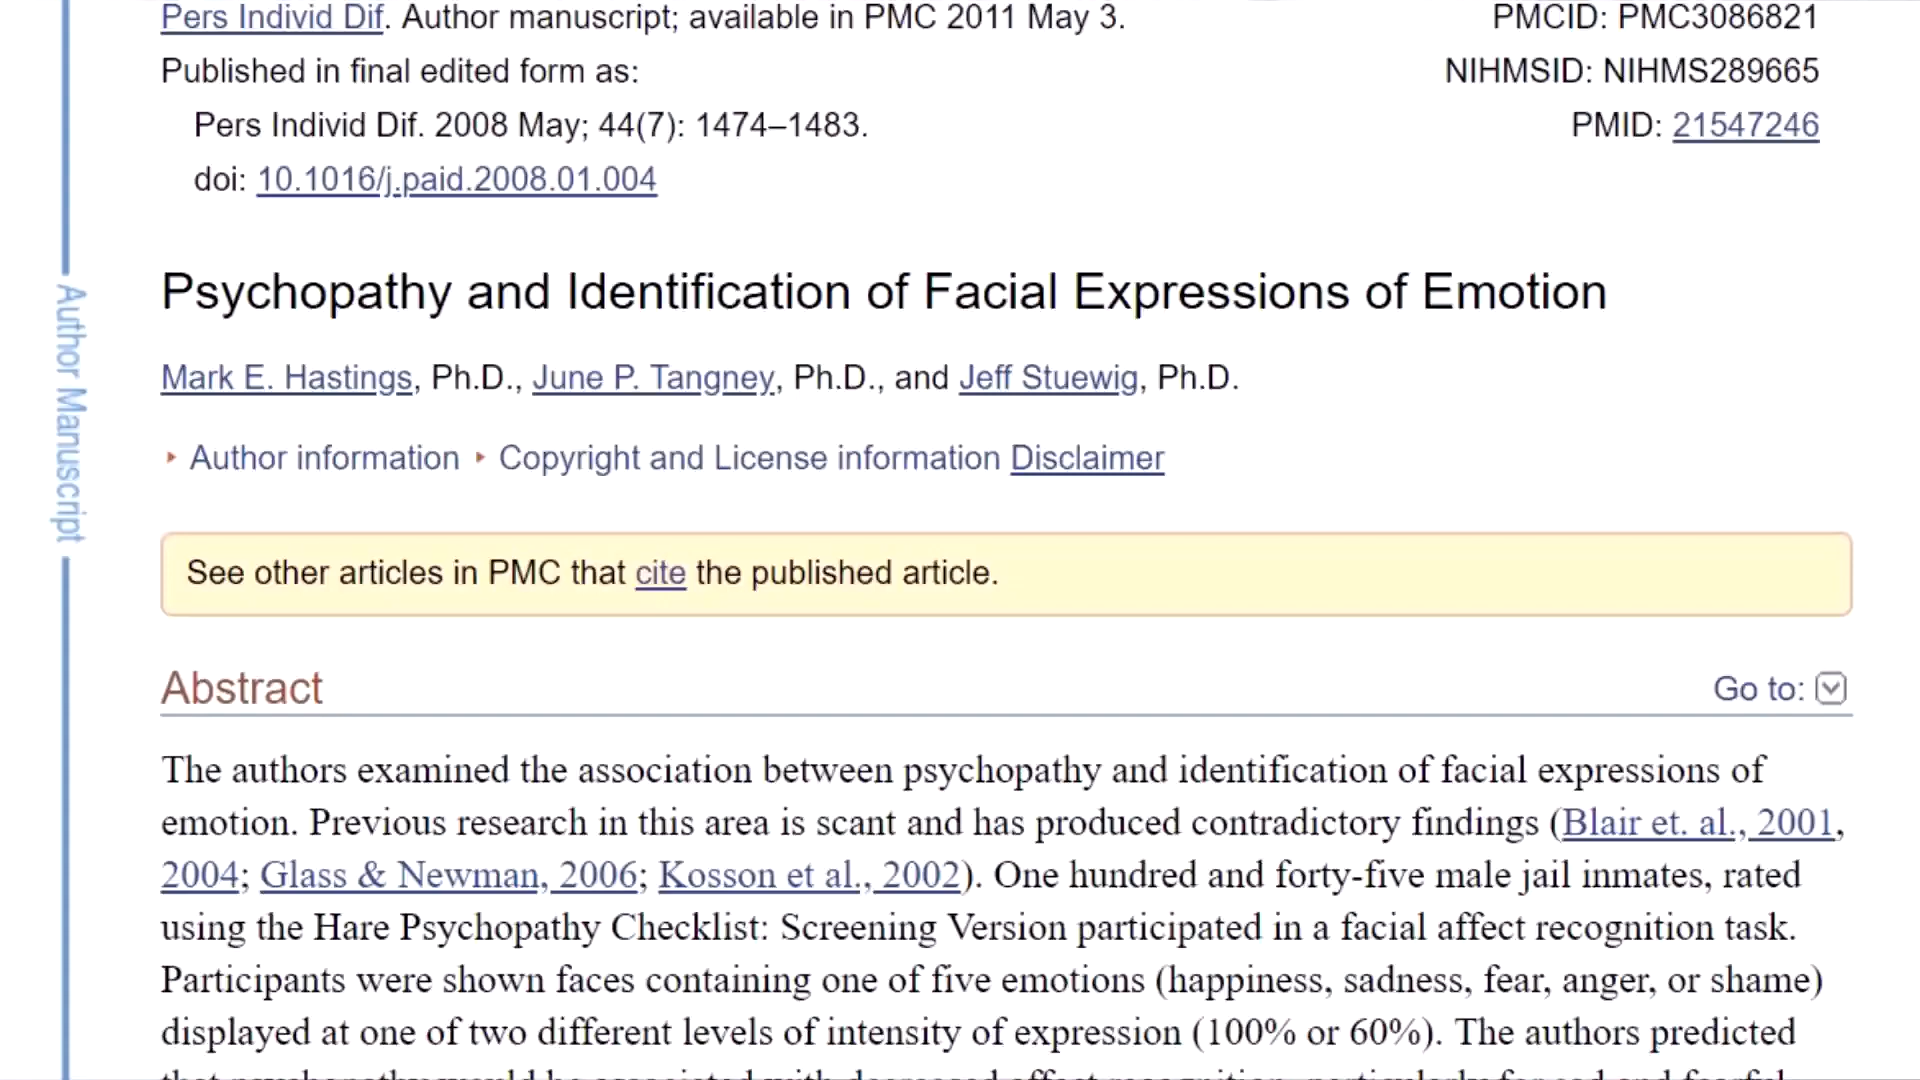 Pers Individ Dif. Author manuscript; available in PMC 2011 May 3.
PMCID: PMC3086821
Published in final edited form as:
NIHMSID: NIHMS289665
Pers Individ Dif. 2008 May; 44(7): 1474–1483.
PMID: 21547246
doi: 10.1016/j.paid.2008.01.004
Author Manuscript
Psychopathy and Identification of Facial Expressions of Emotion
Mark E. Hastings, Ph.D., June P. Tangney, Ph.D., and Jeff Stuewig, Ph.D.
Author information Copyright and License information Disclaimer
See other articles in PMC that cite the published article.
Abstract
Go to:
The authors examined the association between psychopathy and identification of facial expressions of
emotion. Previous research in this area is scant and has produced contradictory findings (Blair et. al., 2001,
2004; Glass & Newman, 2006; Kosson et al., 2002). One hundred and forty-five male jail inmates, rated
using the Hare Psychopathy Checklist: Screening Version participated in a facial affect recognition task.
Participants were shown faces containing one of five emotions (happiness, sadness, fear, anger, or shame)
displayed at one of two different levels of intensity of expression (100% or 60%). The authors predicted